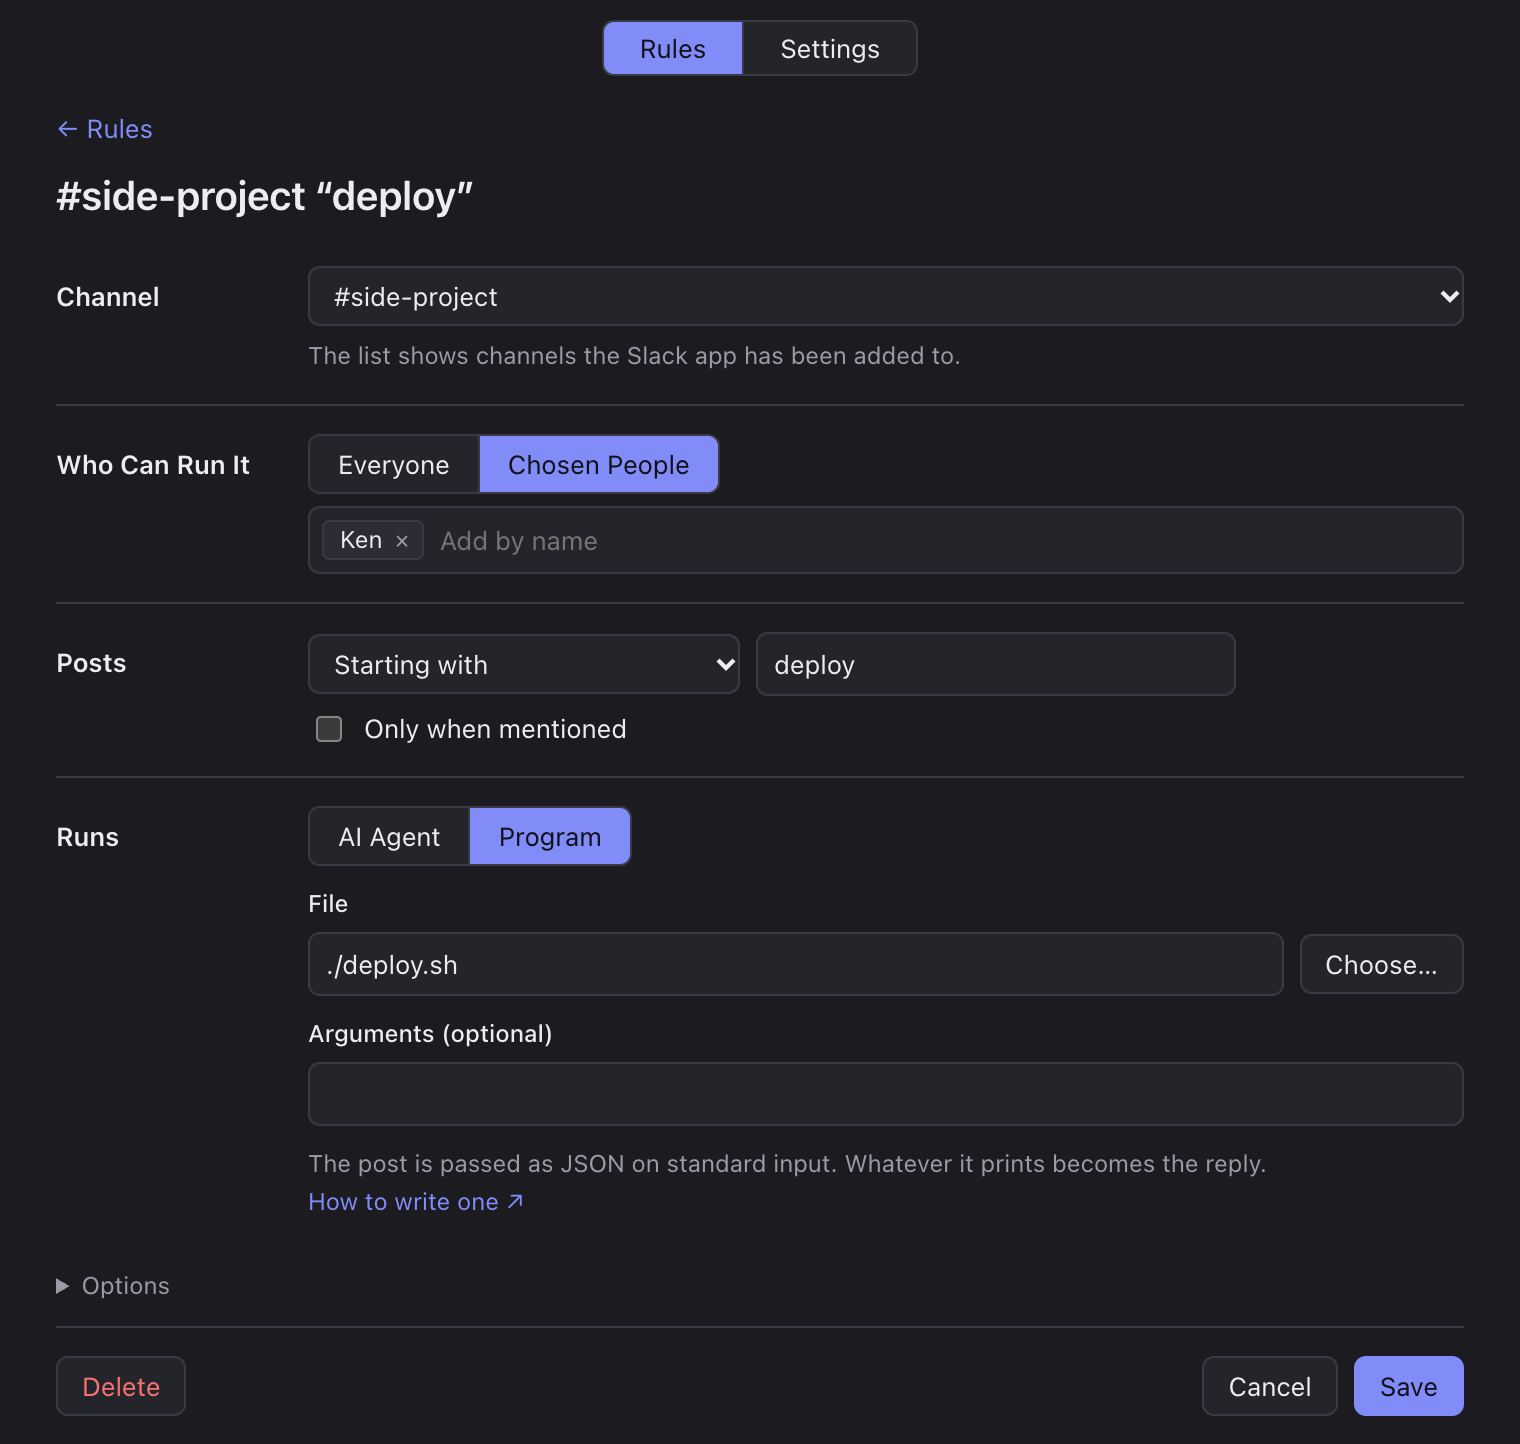 Rules Settings
← Rules
#side-project “deploy”
Channel #side-project
The list shows channels the Slack app has been added to.
Who Can Run It Everyone Chosen People
Ken × Add by name
Posts Starting with deploy
Only when mentioned
Runs AI Agent Program
File
./deploy.sh Choose...
Arguments (optional)
The post is passed as JSON on standard input. Whatever it prints becomes the reply.
How to write one ↗
▶ Options
Delete Cancel Save